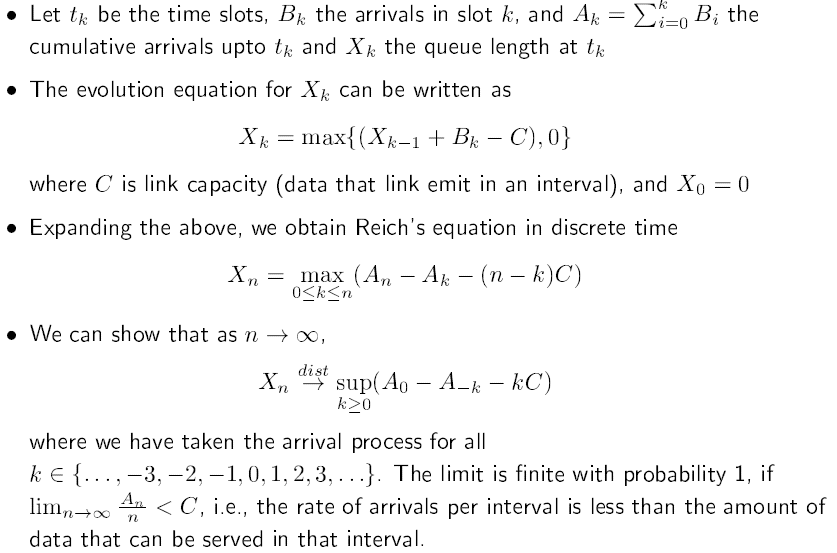 • Let $t_k$ be the time slots, $B_k$ the arrivals in slot $k$, and $A_k = \sum_{i=0}^{k} B_i$ the
cumulative arrivals upto $t_k$ and $X_k$ the queue length at $t_k$
• The evolution equation for $X_k$ can be written as
$X_k = \max\{(X_{k-1} + B_k - C), 0\}$
where $C$ is link capacity (data that link emit in an interval), and $X_0 = 0$
• Expanding the above, we obtain Reich's equation in discrete time
$X_n = \max_{0 \leq k \leq n} (A_n - A_k - (n - k)C)$
• We can show that as $n \to \infty$,
$X_n \overset{dist}{\to} \sup_{k \geq 0} (A_0 - A_{-k} - kC)$
where we have taken the arrival process for all
$k \in \{\ldots, -3, -2, -1, 0, 1, 2, 3, \ldots\}$. The limit is finite with probability 1, if
$\lim_{n \to \infty} \frac{A_n}{n} < C$, i.e., the rate of arrivals per interval is less than the amount of
data that can be served in that interval.